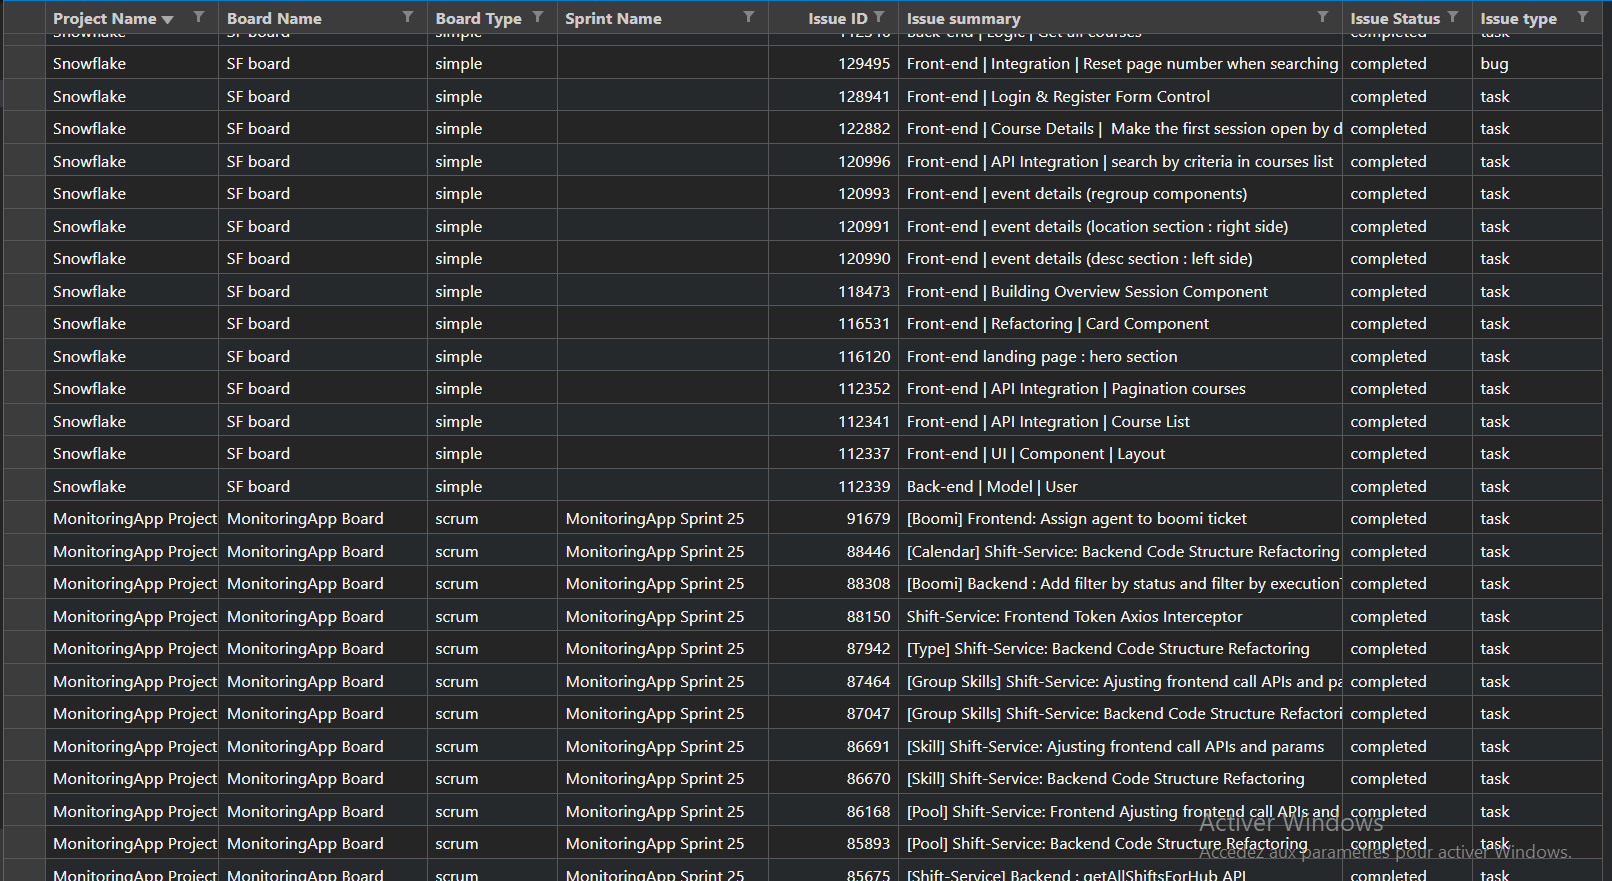 Project Name Board Name Board Type Sprint Name Issue ID Issue summary Issue Status Issue type
Snowflake SF board simple 112340 Back-end | Logic | Get all courses completed task
Snowflake SF board simple 129495 Front-end | Integration | Reset page number when searching completed bug
Snowflake SF board simple 128941 Front-end | Login & Register Form Control completed task
Snowflake SF board simple 122882 Front-end | Course Details | Make the first session open by d completed task
Snowflake SF board simple 120996 Front-end | API Integration | search by criteria in courses list completed task
Snowflake SF board simple 120993 Front-end | event details (regroup components) completed task
Snowflake SF board simple 120991 Front-end | event details (location section : right side) completed task
Snowflake SF board simple 120990 Front-end | event details (desc section : left side) completed task
Snowflake SF board simple 118473 Front-end | Building Overview Session Component completed task
Snowflake SF board simple 116531 Front-end | Refactoring | Card Component completed task
Snowflake SF board simple 116120 Front-end landing page : hero section completed task
Snowflake SF board simple 112352 Front-end | API Integration | Pagination courses completed task
Snowflake SF board simple 112341 Front-end | API Integration | Course List completed task
Snowflake SF board simple 112337 Front-end | UI | Component | Layout completed task
Snowflake SF board simple 112339 Back-end | Model | User completed task
MonitoringApp Project MonitoringApp Board scrum MonitoringApp Sprint 25 91679 [Boomi] Frontend: Assign agent to boomi ticket completed task
MonitoringApp Project MonitoringApp Board scrum MonitoringApp Sprint 25 88446 [Calendar] Shift-Service: Backend Code Structure Refactoring completed task
MonitoringApp Project MonitoringApp Board scrum MonitoringApp Sprint 25 88308 [Boomi] Backend : Add filter by status and filter by execution completed task
MonitoringApp Project MonitoringApp Board scrum MonitoringApp Sprint 25 88150 Shift-Service: Frontend Token Axios Interceptor completed task
MonitoringApp Project MonitoringApp Board scrum MonitoringApp Sprint 25 87942 [Type] Shift-Service: Backend Code Structure Refactoring completed task
MonitoringApp Project MonitoringApp Board scrum MonitoringApp Sprint 25 87464 [Group Skills] Shift-Service: Ajusting frontend call APIs and pa completed task
MonitoringApp Project MonitoringApp Board scrum MonitoringApp Sprint 25 87047 [Group Skills] Shift-Service: Backend Code Structure Refactori completed task
MonitoringApp Project MonitoringApp Board scrum MonitoringApp Sprint 25 86691 [Skill] Shift-Service: Ajusting frontend call APIs and params completed task
MonitoringApp Project MonitoringApp Board scrum MonitoringApp Sprint 25 86670 [Skill] Shift-Service: Backend Code Structure Refactoring completed task
MonitoringApp Project MonitoringApp Board scrum MonitoringApp Sprint 25 86168 [Pool] Shift-Service: Frontend Ajusting frontend call APIs and completed task
Activer Windows
MonitoringApp Project MonitoringApp Board scrum MonitoringApp Sprint 25 85893 [Pool] Shift-Service: Backend Code Structure Refactoring completed task
Accédez aux paramètres pour activer Windows.
MonitoringApp Project MonitoringApp Board scrum MonitoringApp Sprint 25 85675 [Shift-Service] Backend : getAllShiftsForHub API completed task